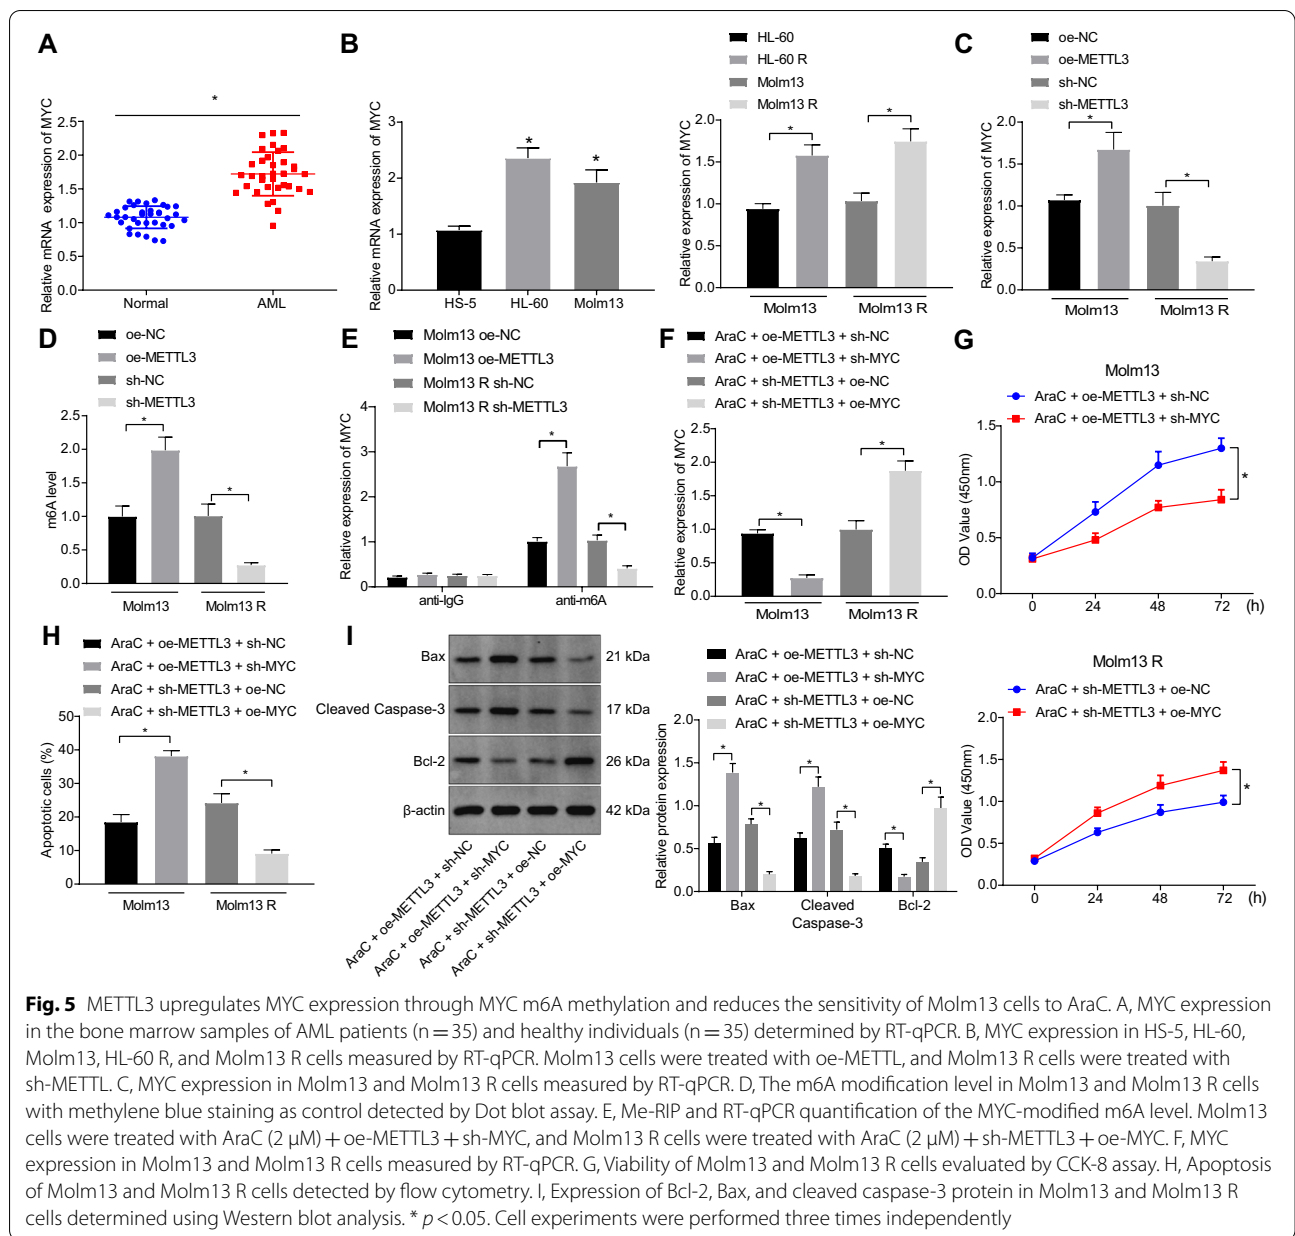 A
*
Relative mRNA expression of MYC
2.5
2.0
1.5
1.0
0.5
0.0
Normal
AML
B
Relative mRNA expression of MYC
4
3
2
1
0
*
*
HS-5
HL-60
Molm13
HL-60
HL-60 R
Molm13
Molm13 R
Relative expression of MYC
2.0
1.5
1.0
0.5
0.0
*
*
Molm13
Molm13 R
C
oe-NC
oe-METTL3
sh-NC
sh-METTL3
Relative expression of MYC
2.0
1.5
1.0
0.5
0.0
*
*
Molm13
Molm13 R
D
oe-NC
oe-METTL3
sh-NC
sh-METTL3
m6A level
2.5
2.0
1.5
1.0
0.5
0.0
*
*
Molm13
Molm13 R
E
Molm13 oe-NC
Molm13 oe-METTL3
Molm13 R sh-NC
Molm13 R sh-METTL3
Relative expression of MYC
4
3
2
1
0
*
*
anti-IgG
anti-m6A
F
AraC + oe-METTL3 + sh-NC
AraC + oe-METTL3 + sh-MYC
AraC + sh-METTL3 + oe-NC
AraC + sh-METTL3 + oe-MYC
Relative expression of MYC
2.5
2.0
1.5
1.0
0.5
0.0
*
*
Molm13
Molm13 R
G
Molm13
AraC + oe-METTL3 + sh-NC
AraC + oe-METTL3 + sh-MYC
OD Value (450nm)
1.5
1.0
0.5
0.0
*
0
24
48
72
(h)
Molm13 R
AraC + sh-METTL3 + oe-NC
AraC + sh-METTL3 + oe-MYC
OD Value (450nm)
2.0
1.5
1.0
0.5
0.0
*
0
24
48
72
(h)
H
AraC + oe-METTL3 + sh-NC
AraC + oe-METTL3 + sh-MYC
AraC + sh-METTL3 + oe-NC
AraC + sh-METTL3 + oe-MYC
Apoptotic cells (%)
50
40
30
20
10
0
*
*
Molm13
Molm13 R
I
Bax
21 kDa
Cleaved Caspase-3
17 kDa
Bcl-2
26 kDa
β-actin
42 kDa
AraC + oe-METTL3 + sh-NC
AraC + oe-METTL3 + sh-MYC
AraC + sh-METTL3 + oe-NC
AraC + sh-METTL3 + oe-MYC
AraC + oe-METTL3 + sh-NC
AraC + oe-METTL3 + sh-MYC
AraC + sh-METTL3 + oe-NC
AraC + sh-METTL3 + oe-MYC
Relative protein expression
2.0
1.5
1.0
0.5
0.0
*
*
*
*
*
*
Bax
Cleaved
Caspase-3
Bcl-2
Fig. 5 METTL3 upregulates MYC expression through MYC m6A methylation and reduces the sensitivity of Molm13 cells to AraC. A, MYC expression
in the bone marrow samples of AML patients (n = 35) and healthy individuals (n = 35) determined by RT-qPCR. B, MYC expression in HS-5, HL-60,
Molm13, HL-60 R, and Molm13 R cells measured by RT-qPCR. Molm13 cells were treated with oe-METTL, and Molm13 R cells were treated with
sh-METTL. C, MYC expression in Molm13 and Molm13 R cells measured by RT-qPCR. D, The m6A modification level in Molm13 and Molm13 R cells
with methylene blue staining as control detected by Dot blot assay. E, Me-RIP and RT-qPCR quantification of the MYC-modified m6A level. Molm13
cells were treated with AraC (2 μM) + oe-METTL3 + sh-MYC, and Molm13 R cells were treated with AraC (2 μM) + sh-METTL3 + oe-MYC. F, MYC
expression in Molm13 and Molm13 R cells measured by RT-qPCR. G, Viability of Molm13 and Molm13 R cells evaluated by CCK-8 assay. H, Apoptosis
of Molm13 and Molm13 R cells detected by flow cytometry. I, Expression of Bcl-2, Bax, and cleaved caspase-3 protein in Molm13 and Molm13 R
cells determined using Western blot analysis. * p < 0.05. Cell experiments were performed three times independently